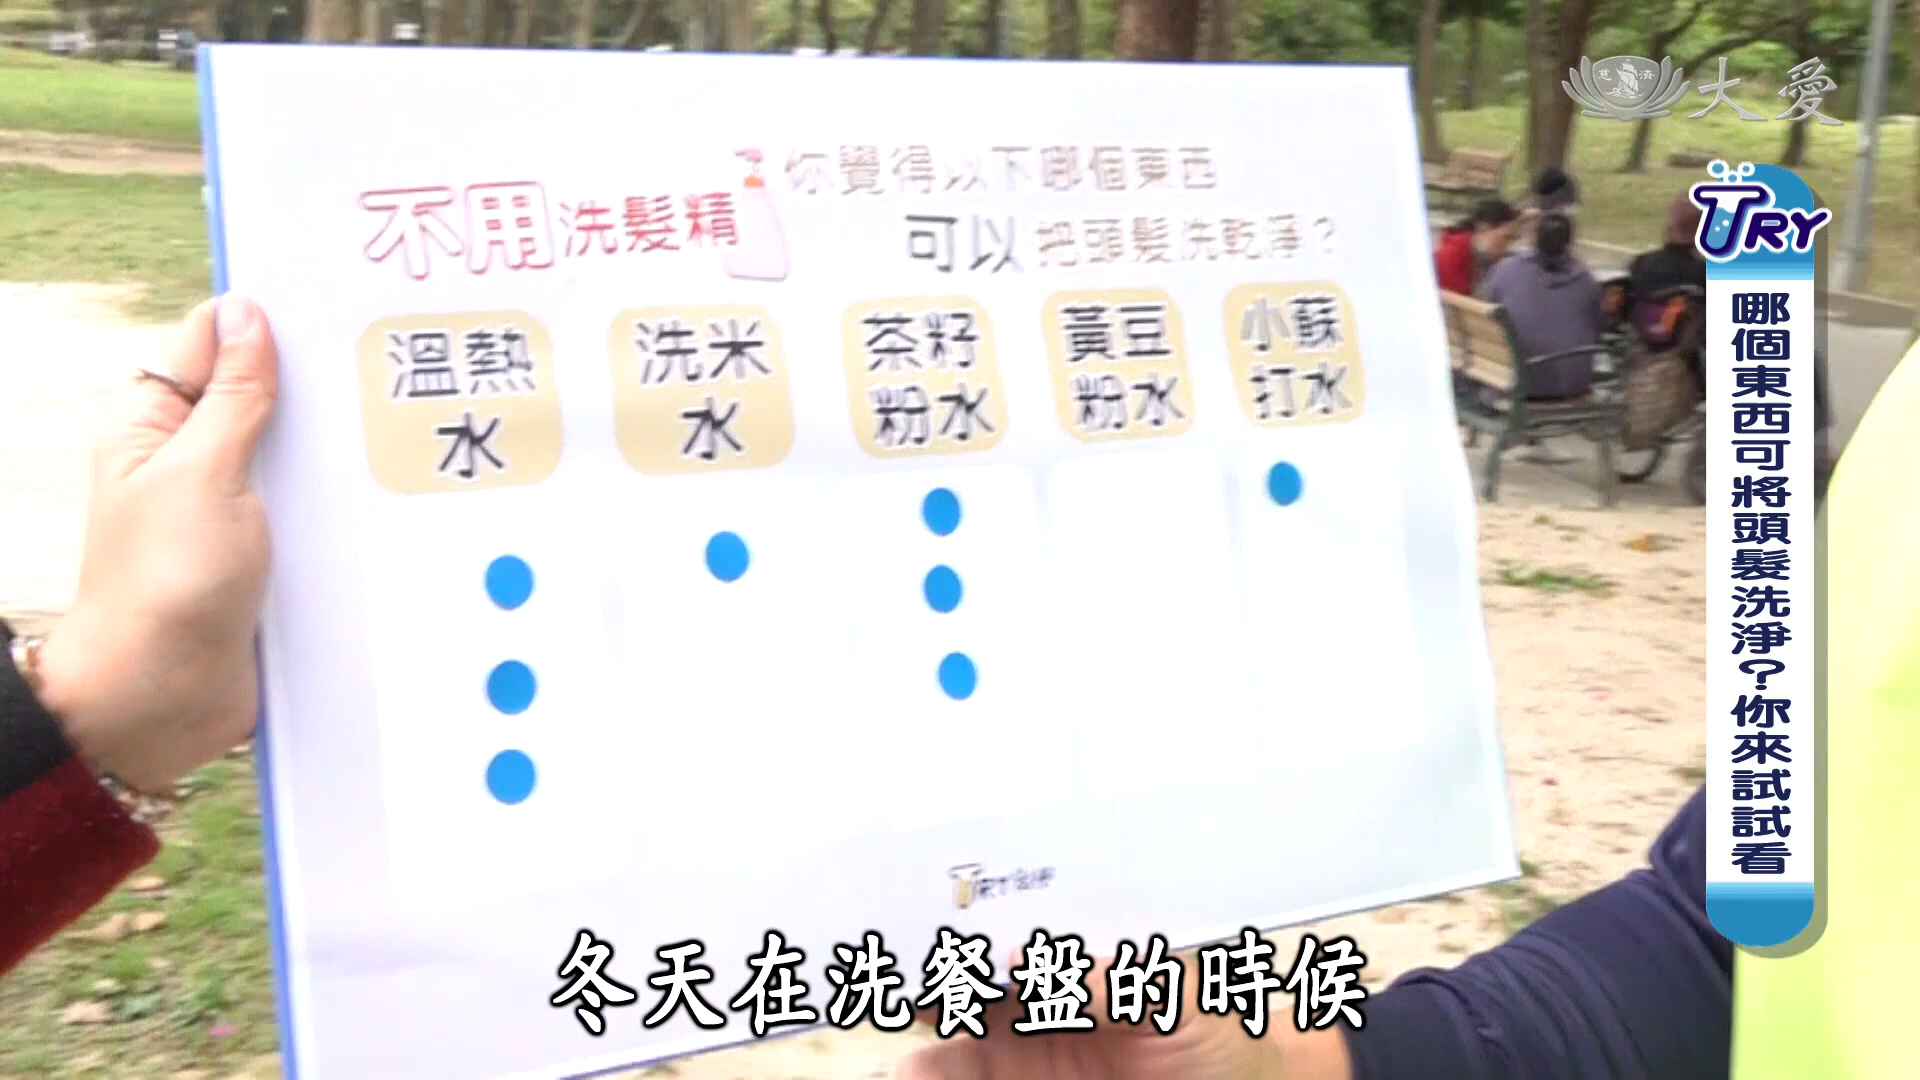 慈濟
大愛
TRY
哪個東西可將頭髮洗淨?你來試試看
不用洗髮精
你覺得以下哪個東西
可以把頭髮洗乾淨?
溫熱
水
洗米
水
茶籽
粉水
黃豆
粉水
小蘇
打水
TRY
冬天在洗餐盤的時候